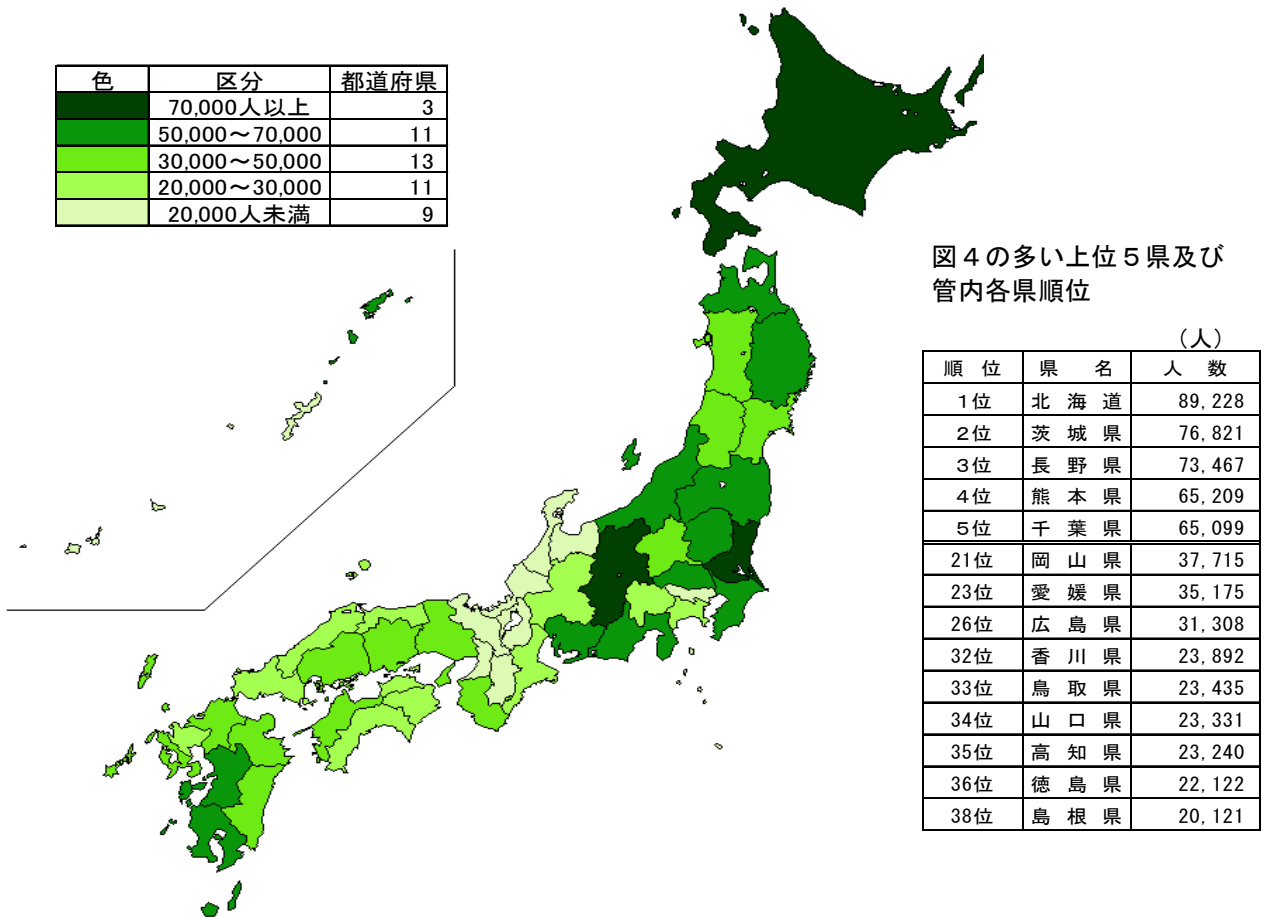 色 区分 都道府県
70,000人以上 3
50,000～70,000 11
30,000～50,000 13
20,000～30,000 11
20,000人未満 9
図４の多い上位５県及び
管内各県順位
（人）
順 位 県 名 人 数
1位 北 海 道 89,228
2位 茨 城 県 76,821
3位 長 野 県 73,467
4位 熊 本 県 65,209
5位 千 葉 県 65,099
21位 岡 山 県 37,715
23位 愛 媛 県 35,175
26位 広 島 県 31,308
32位 香 川 県 23,892
33位 鳥 取 県 23,435
34位 山 口 県 23,331
35位 高 知 県 23,240
36位 徳 島 県 22,122
38位 島 根 県 20,121